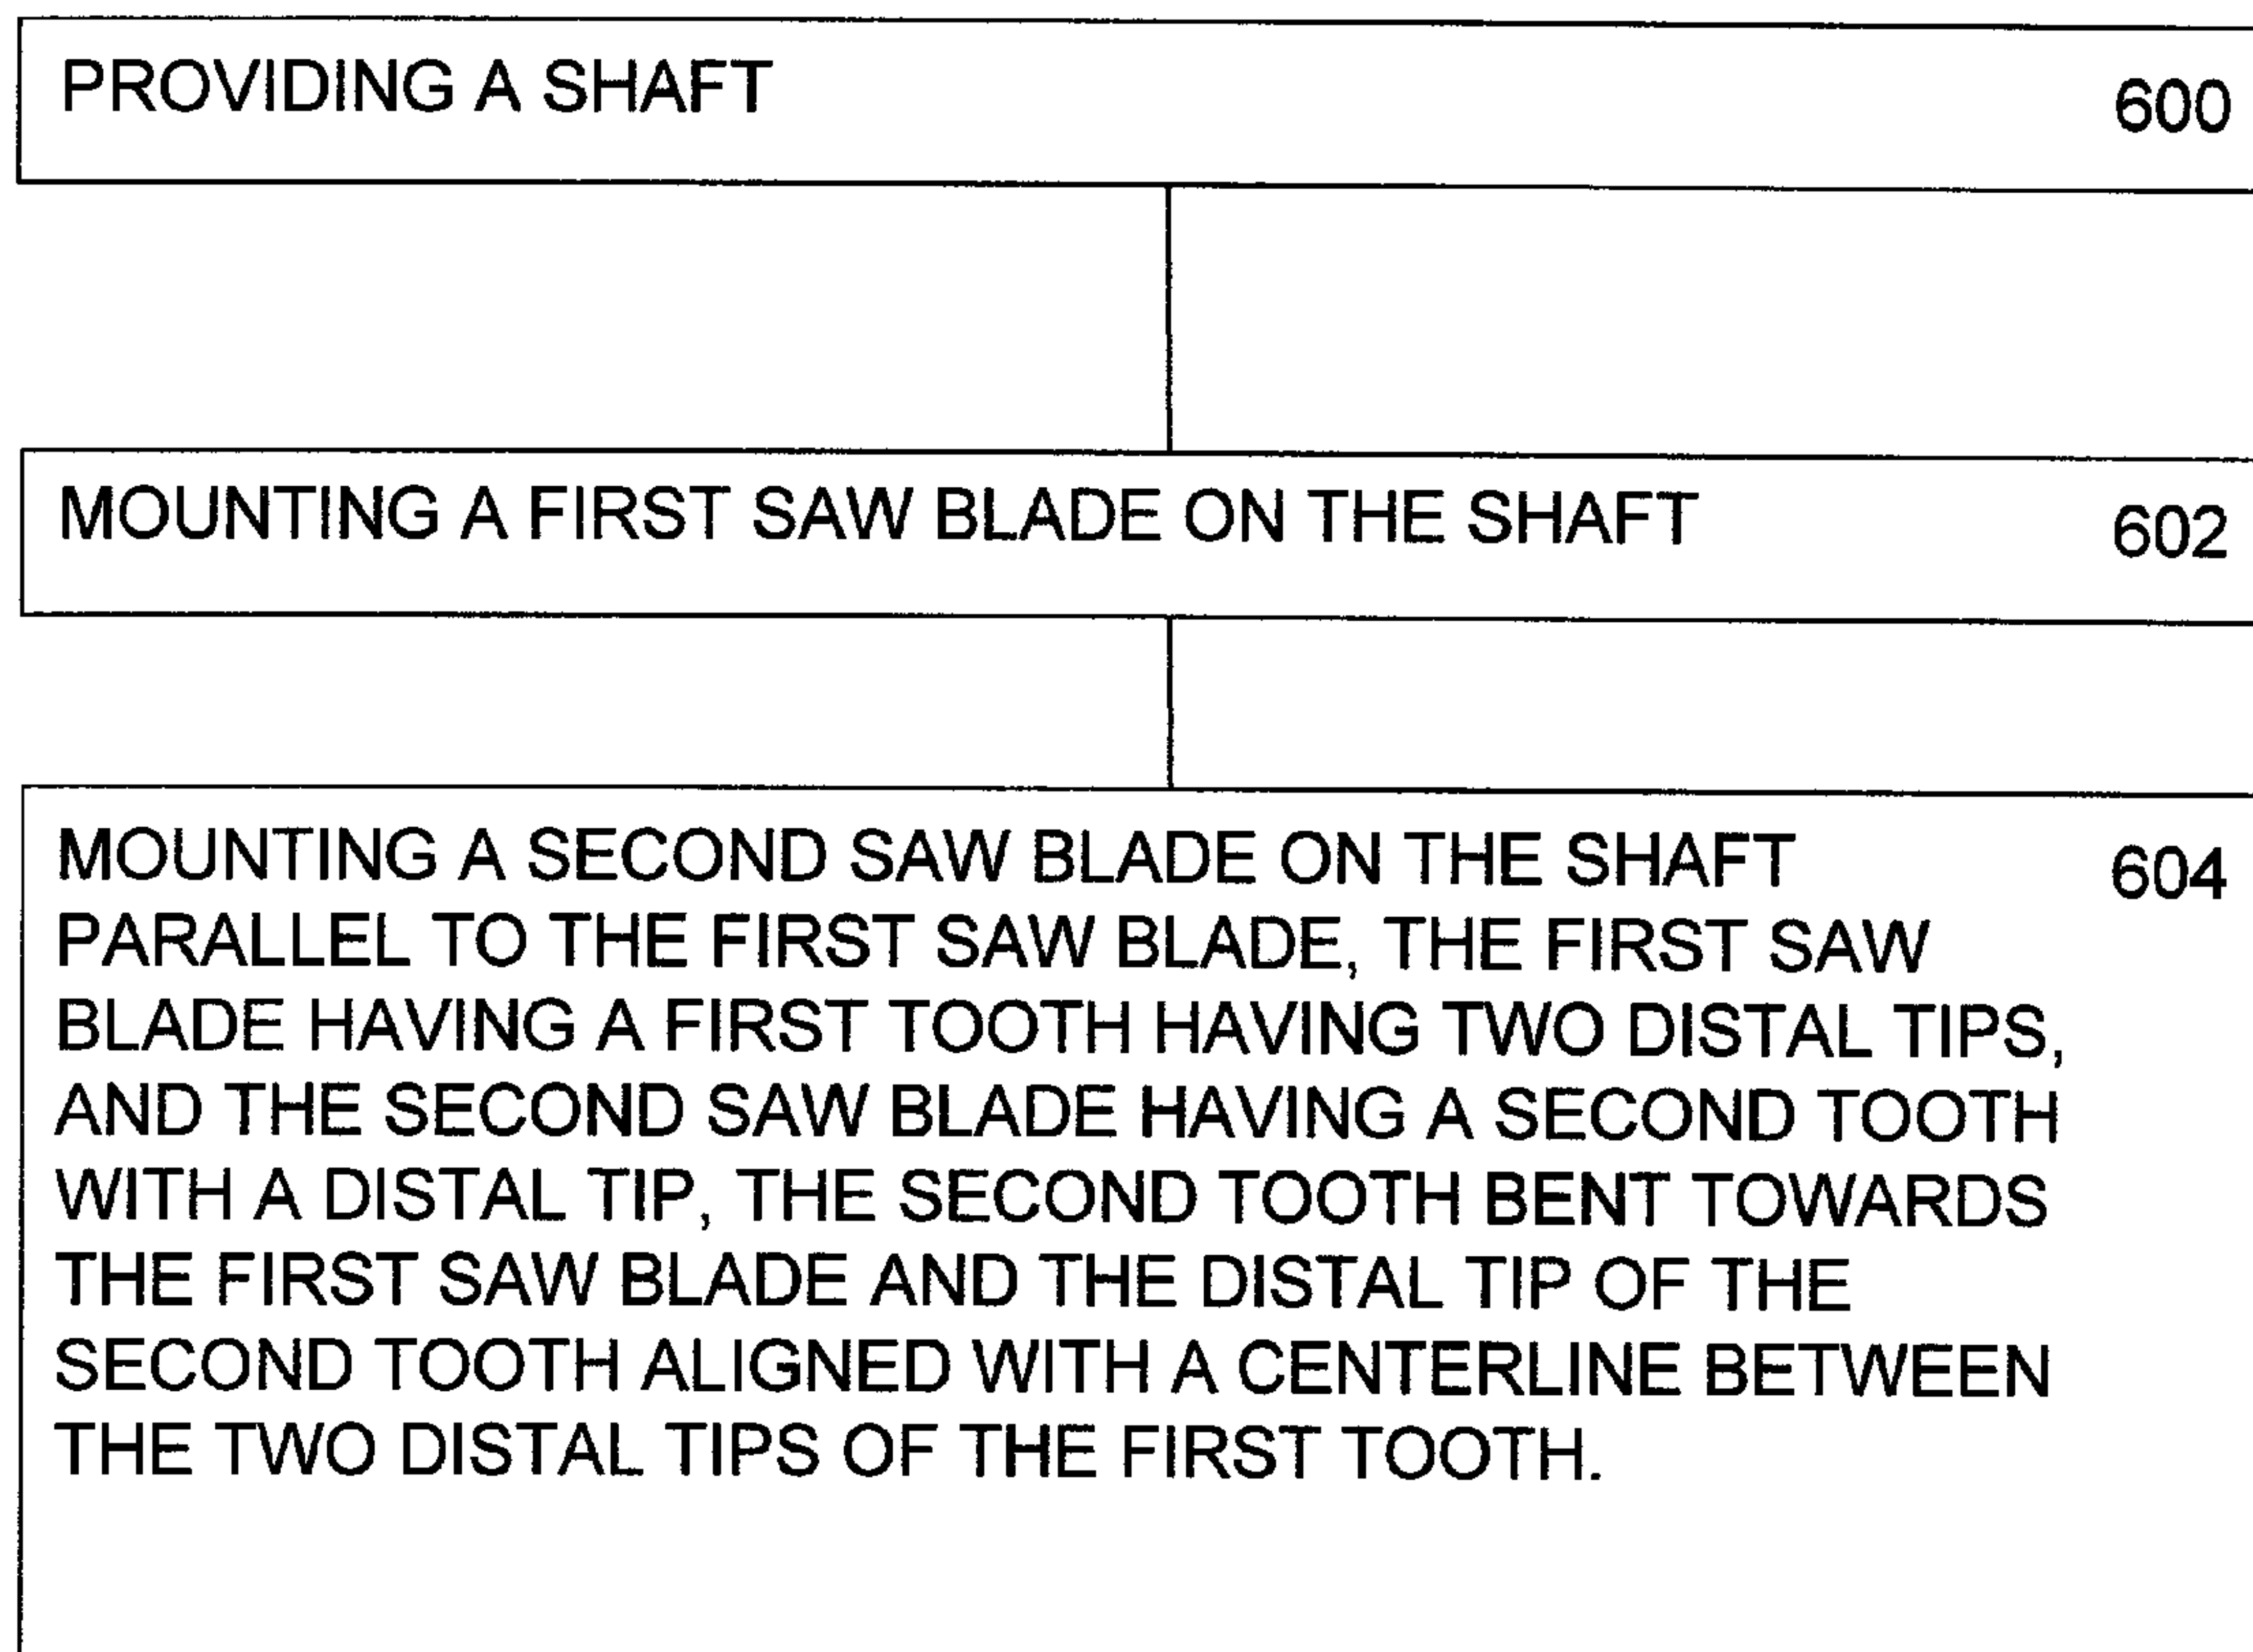 PROVIDING A SHAFT 600
MOUNTING A FIRST SAW BLADE ON THE SHAFT 602
MOUNTING A SECOND SAW BLADE ON THE SHAFT 604
PARALLEL TO THE FIRST SAW BLADE, THE FIRST SAW
BLADE HAVING A FIRST TOOTH HAVING TWO DISTAL TIPS,
AND THE SECOND SAW BLADE HAVING A SECOND TOOTH
WITH A DISTAL TIP, THE SECOND TOOTH BENT TOWARDS
THE FIRST SAW BLADE AND THE DISTAL TIP OF THE
SECOND TOOTH ALIGNED WITH A CENTERLINE BETWEEN
THE TWO DISTAL TIPS OF THE FIRST TOOTH.